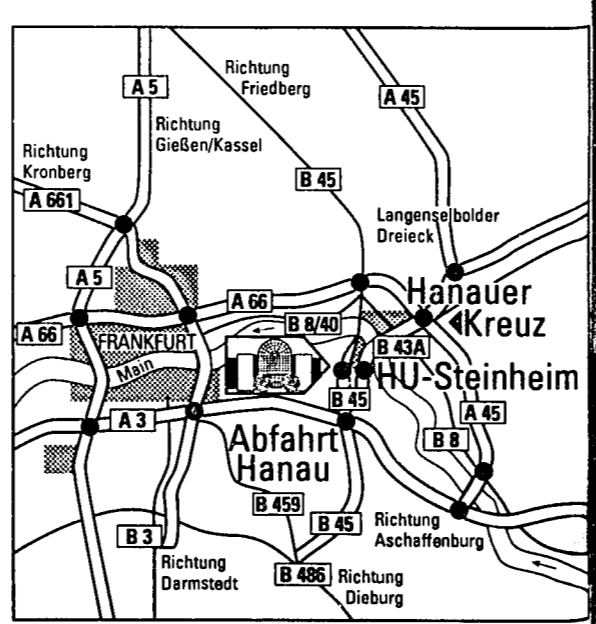 A 5
Richtung
Friedberg
A 45
Richtung
Gießen/Kassel
Richtung
Kronberg
A 661
B 45
Langenselbolder
Dreieck
A 5
A 66
Hanauer
Kreuz
B 8/40
A 66
FRANKFURT
Main
B 43A
HU-Steinheim
B 45
A 3
A 45
Abfahrt
Hanau
B 8
B 459
B 45
Richtung
Aschaffenburg
B 3
Richtung
Darmstedt
B 486
Richtung
Dieburg